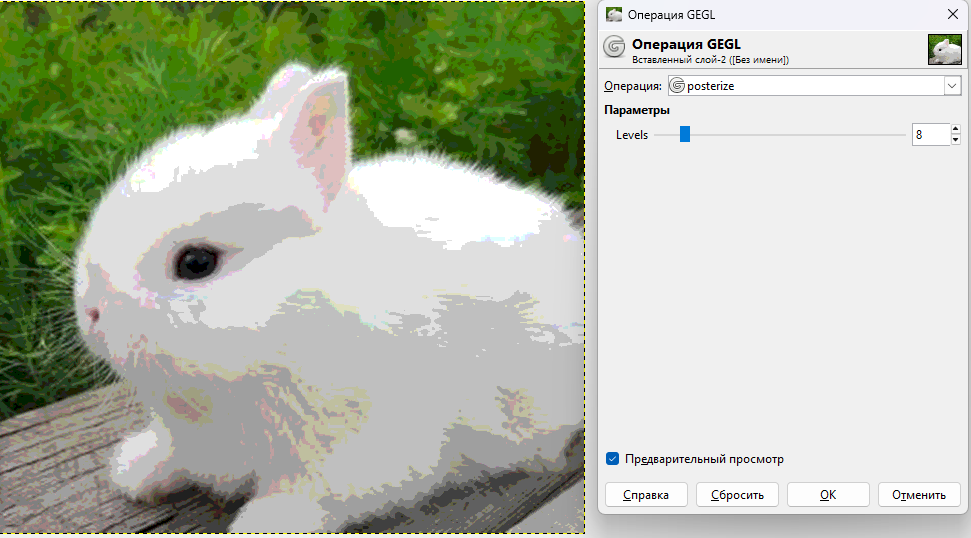 Операция GEGL
Операция GEGL
Вставленный слой-2 ([Без имени])
Операция: posterize
Параметры
Levels 8
Предварительный просмотр
Справка Сбросить OK Отменить